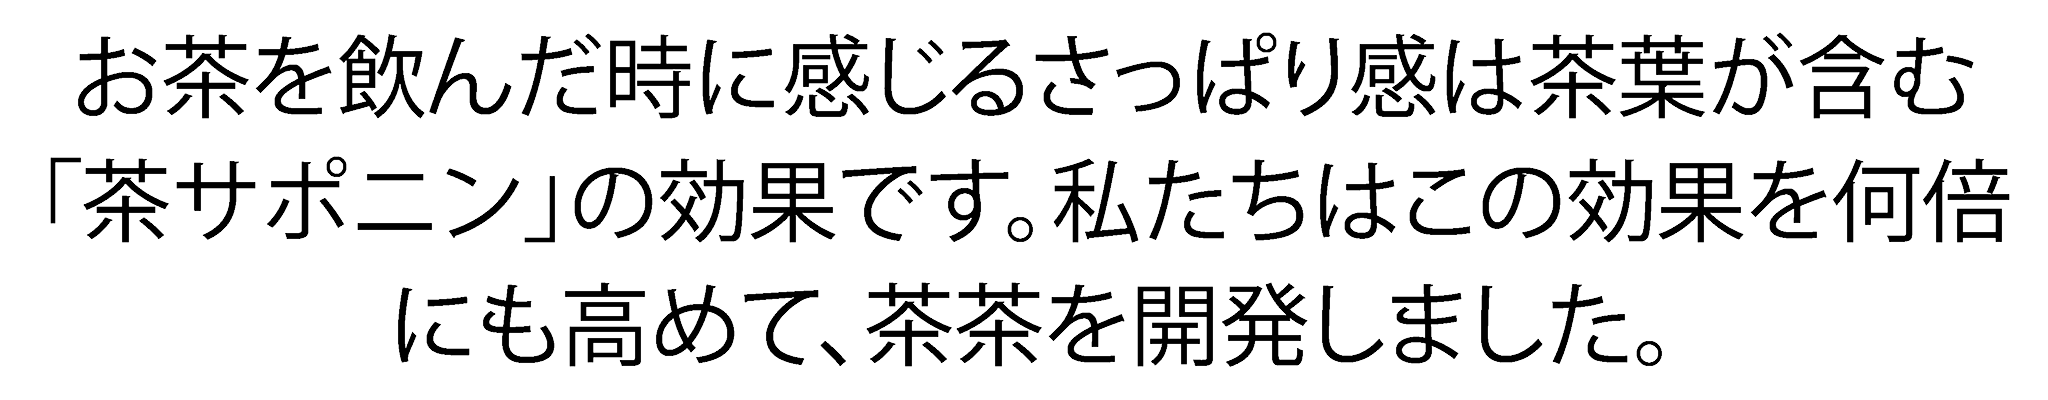 お茶を飲んだ時に感じるさっぱり感は茶葉が含む
「茶サポニン」の効果です。私たちはこの効果を何倍
にも高めて、茶茶を開発しました。